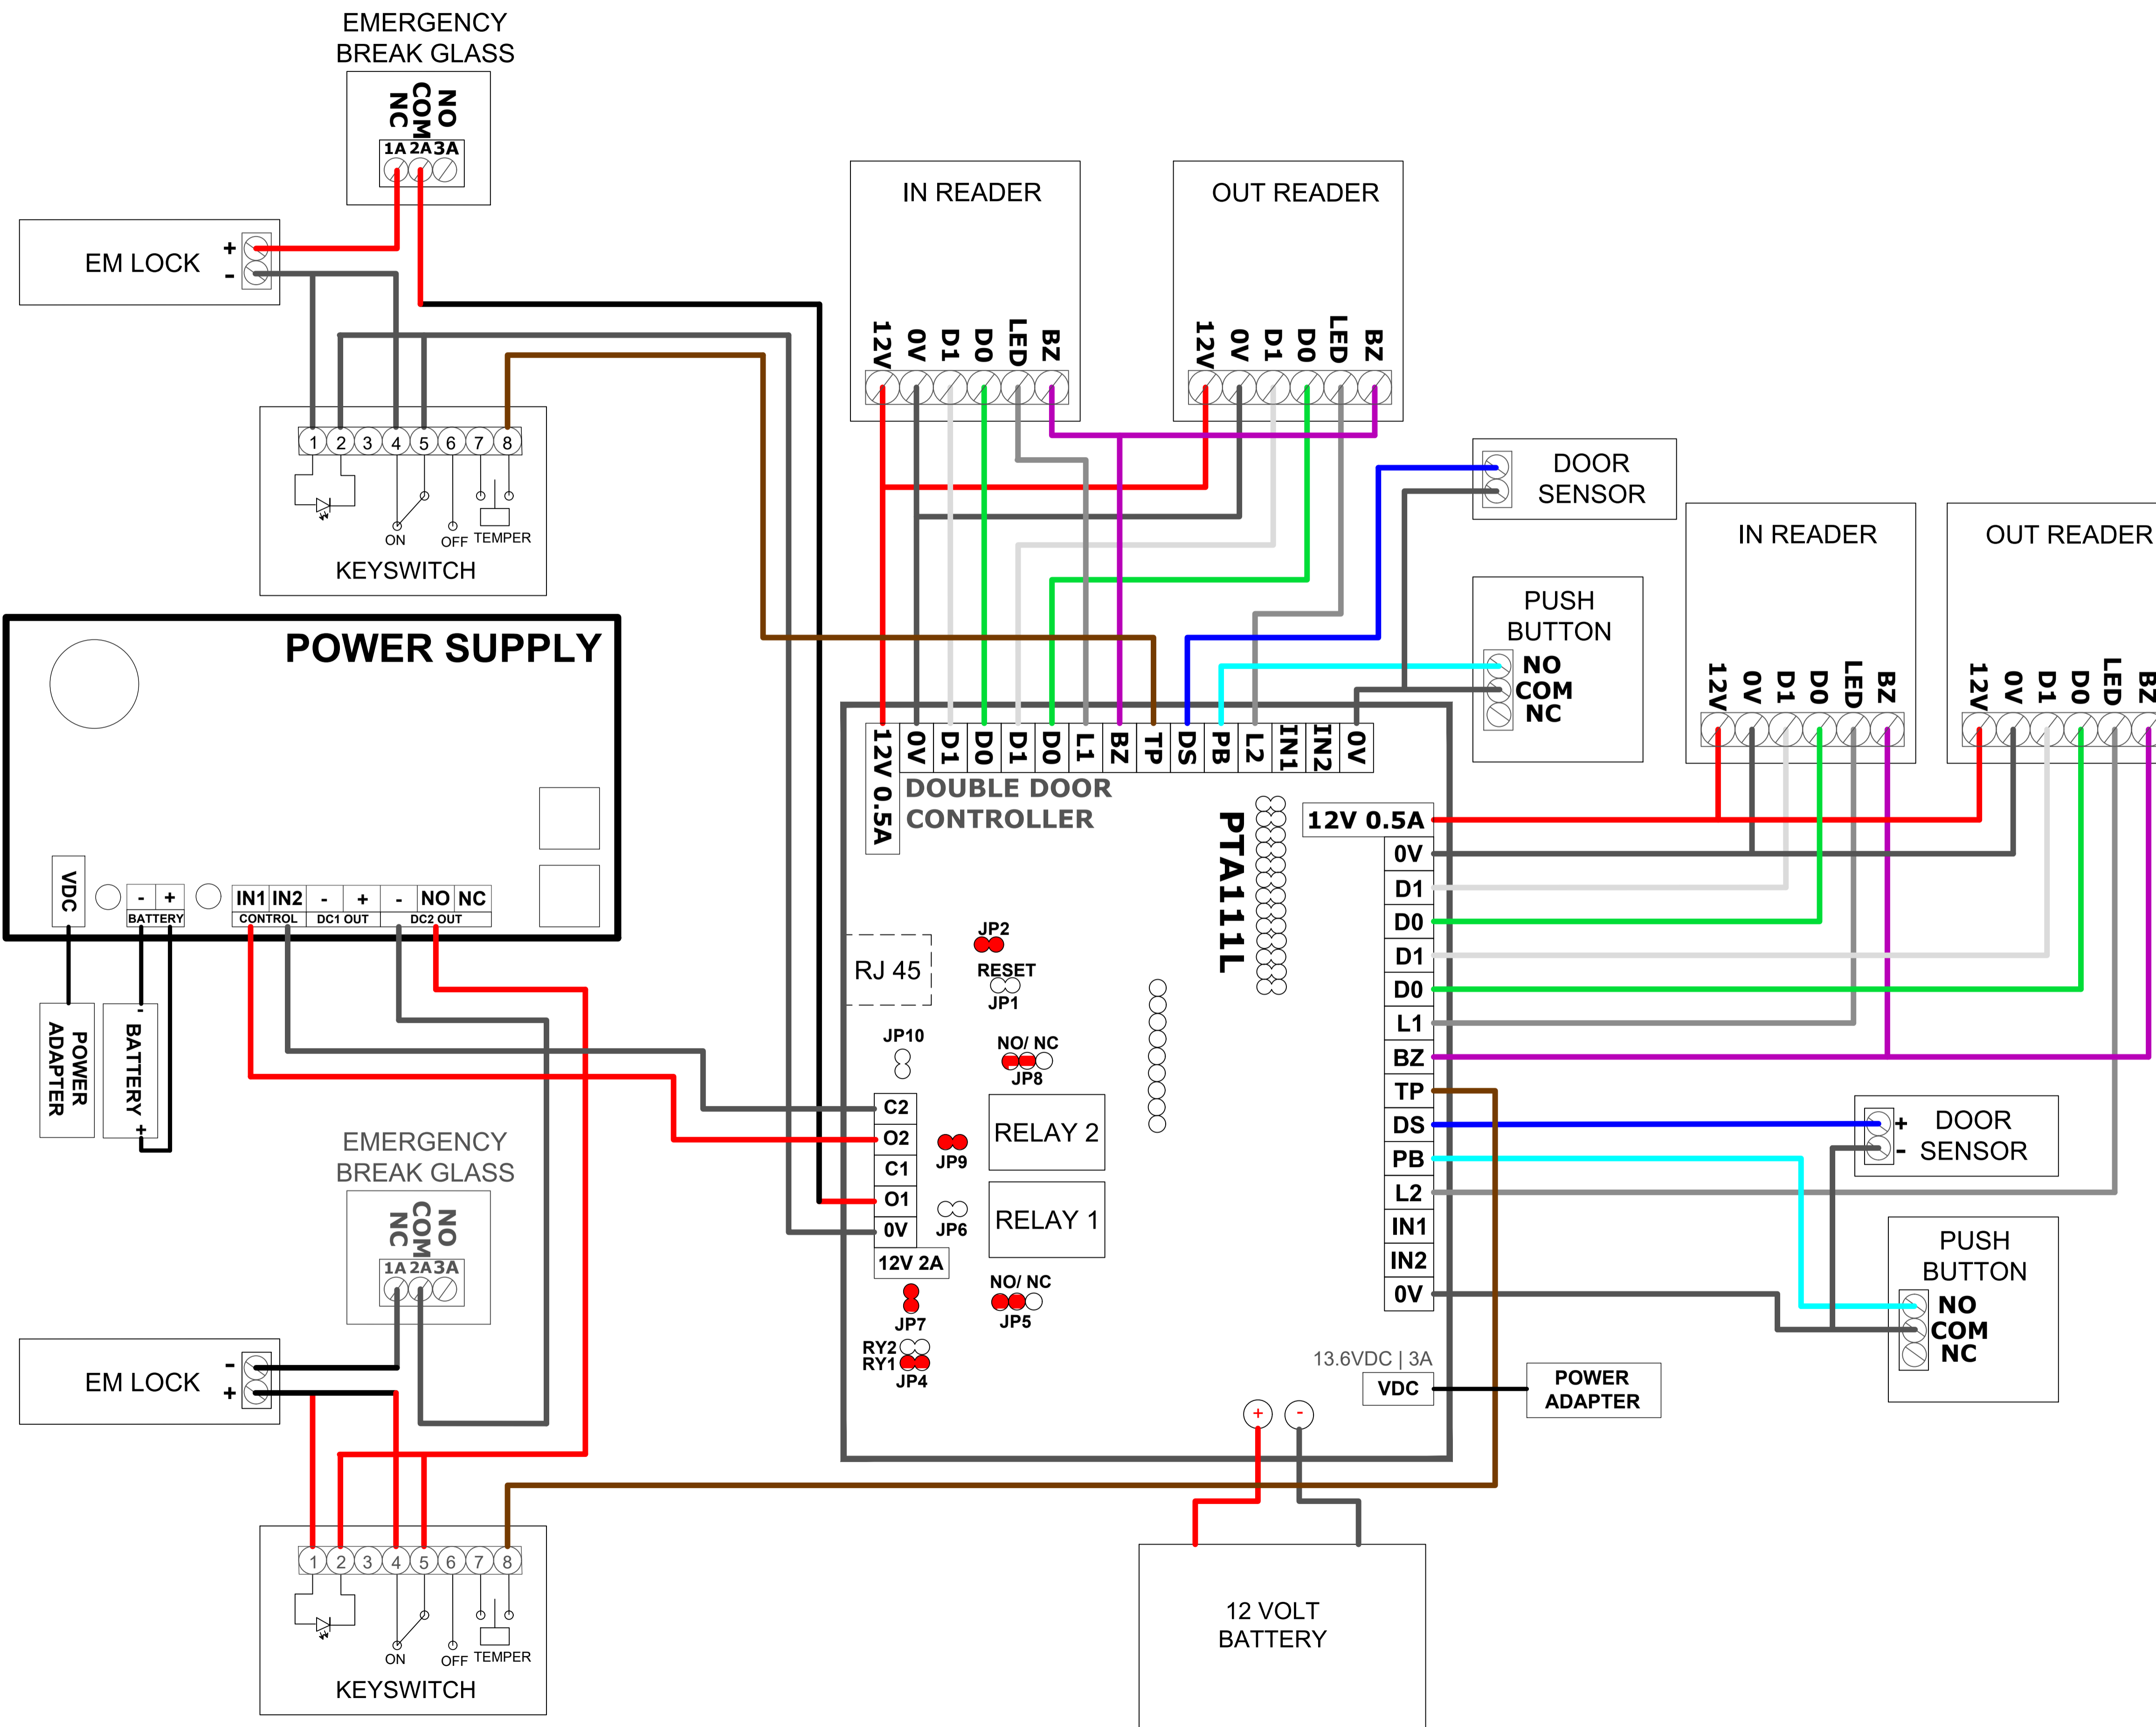 EMERGENCY
BREAK GLASS
NC COM NO
1A 2A 3A
EM LOCK
+
-
1 2 3 4 5 6 7 8
ON OFF TEMPER
KEYSWITCH
IN READER
12V 0V D1 D0 LED BZ
OUT READER
12V 0V D1 D0 LED BZ
DOOR
SENSOR
PUSH
BUTTON
NO
COM
NC
IN READER
12V 0V D1 D0 LED BZ
OUT READER
12V 0V D1 D0 LED BZ
POWER SUPPLY
VDC
- +
BATTERY
IN1 IN2 - + - NO NC
CONTROL DC1 OUT DC2 OUT
POWER
ADAPTER
- BATTERY +
12V 0.5A 0V D1 D0 D1 D0 L1 BZ TP DS PB L2 IN1 IN2 0V
DOUBLE DOOR
CONTROLLER
PTA111L
12V 0.5A
0V
D1
D0
D1
D0
L1
BZ
TP
DS
PB
L2
IN1
IN2
0V
RJ 45
JP2
RESET
JP1
JP10
NO/ NC
JP8
C2
O2
C1
O1
0V
12V 2A
JP9
RELAY 2
JP6
RELAY 1
NO/ NC
JP5
JP7
RY2
RY1
JP4
13.6VDC | 3A
VDC
POWER
ADAPTER
+ -
12 VOLT
BATTERY
DOOR
SENSOR
+
-
PUSH
BUTTON
NO
COM
NC
EMERGENCY
BREAK GLASS
NC COM NO
1A 2A 3A
EM LOCK
-
+
1 2 3 4 5 6 7 8
ON OFF TEMPER
KEYSWITCH